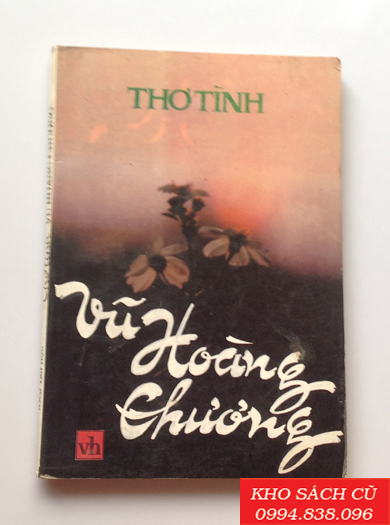 THƠ TÌNH
Vũ
Hoàng
Chương
vh
KHO SÁCH CŨ
0994.838.096